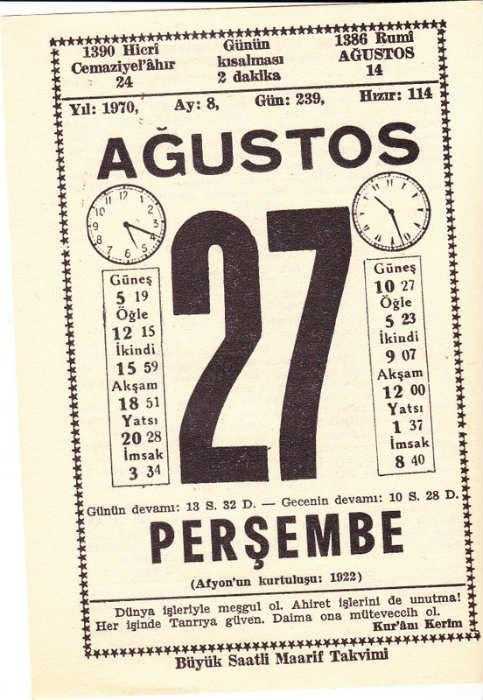 1390 Hicrî
Cemaziyel'âhır
24
Günün
kısalması
2 dakika
1386 Rumî
AĞUSTOS
14
Yıl: 1970, Ay: 8, Gün: 239, Hızır: 114
AĞUSTOS
27
Güneş
5 19
Öğle
12 15
İkindi
15 59
Akşam
18 51
Yatsı
20 28
İmsak
3 34
Güneş
10 27
Öğle
5 23
İkindi
9 07
Akşam
12 00
Yatsı
1 37
İmsak
8 40
Günün devamı: 13 S. 32 D. — Gecenin devamı: 10 S. 28 D.
PERŞEMBE
(Afyon'un kurtuluşu: 1922)
Dünya işleriyle meşgul ol. Ahiret işlerini de unutma!
Her işinde Tanrıya güven. Daima ona müteveccih ol.
Kur'ânı Kerim
Büyük Saatli Maarif Takvimi